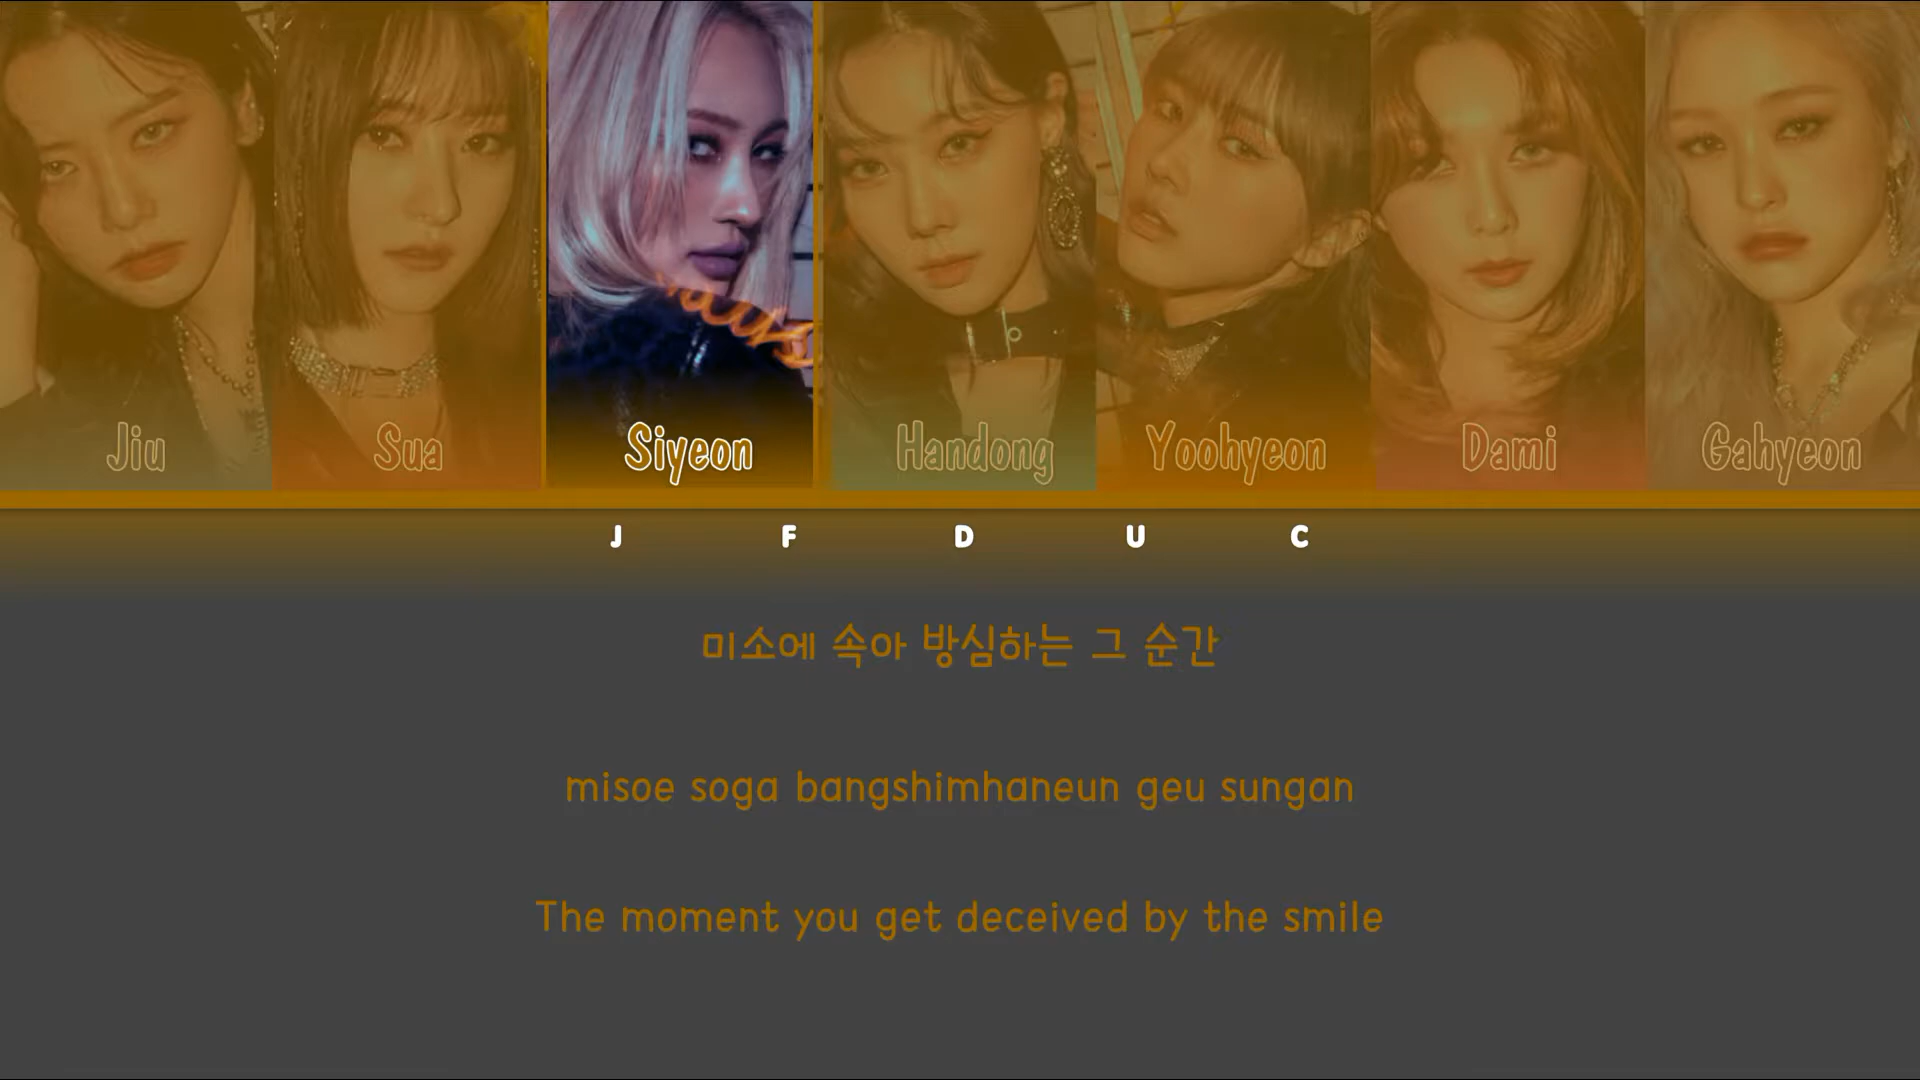 Jiu Sua Siyeon Handong Yoohyeon Dami Gahyeon
J F D U C
미소에 속아 방심하는 그 순간
misoe soga bangshimhaneun geu sungan
The moment you get deceived by the smile